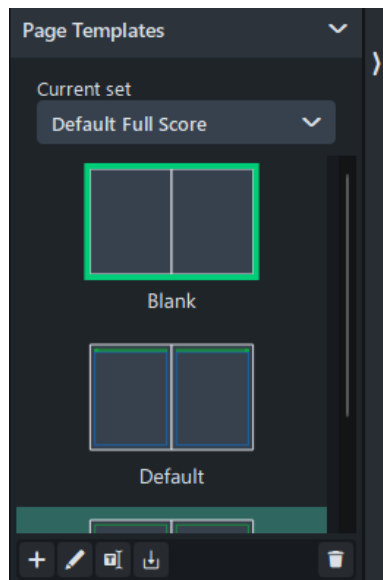 Page Templates
Current set
Default Full Score
Blank
Default